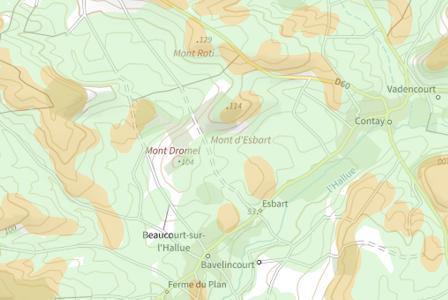 129
Mont Roti
D60
Vadencourt
114
Contay
Mont d'Esbart
Mont Dromel
104
l'Hallue
Esbart
53
100
Beaucourt-sur-
l'Hallue
Bavelincourt
Ferme du Plan